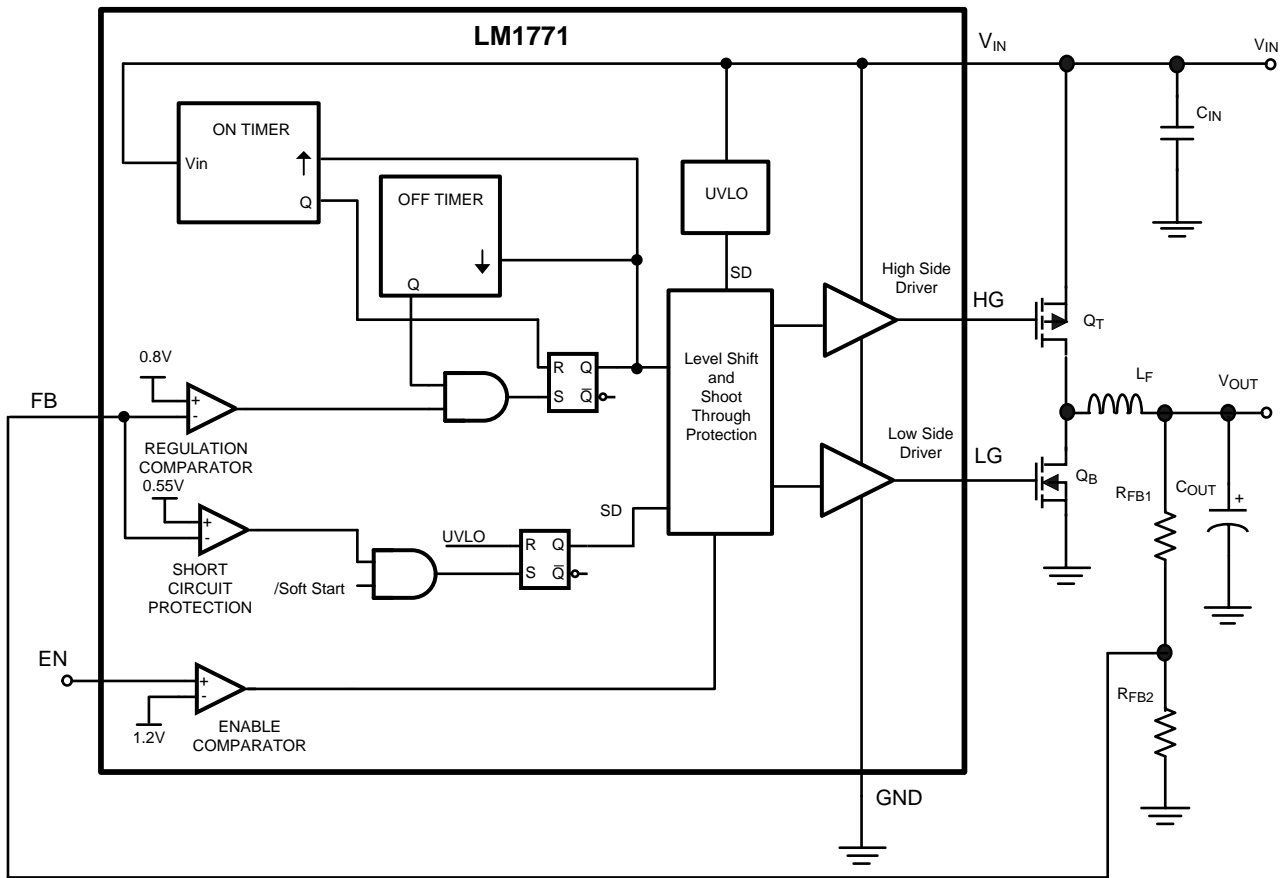 LM1771
VIN
VIN
CIN
ON TIMER
Vin
Q
OFF TIMER
Q
UVLO
SD
High Side
Driver
HG
QT
Level Shift
and
Shoot
Through
Protection
R Q
S Q̅
0.8V
+
-
FB
REGULATION
COMPARATOR
LF
VOUT
Low Side
Driver
LG
QB
RFB1
COUT
+
0.55V
+
-
SD
UVLO
R Q
S Q̅
/Soft Start
SHORT
CIRCUIT
PROTECTION
EN
+
-
1.2V
ENABLE
COMPARATOR
RFB2
GND